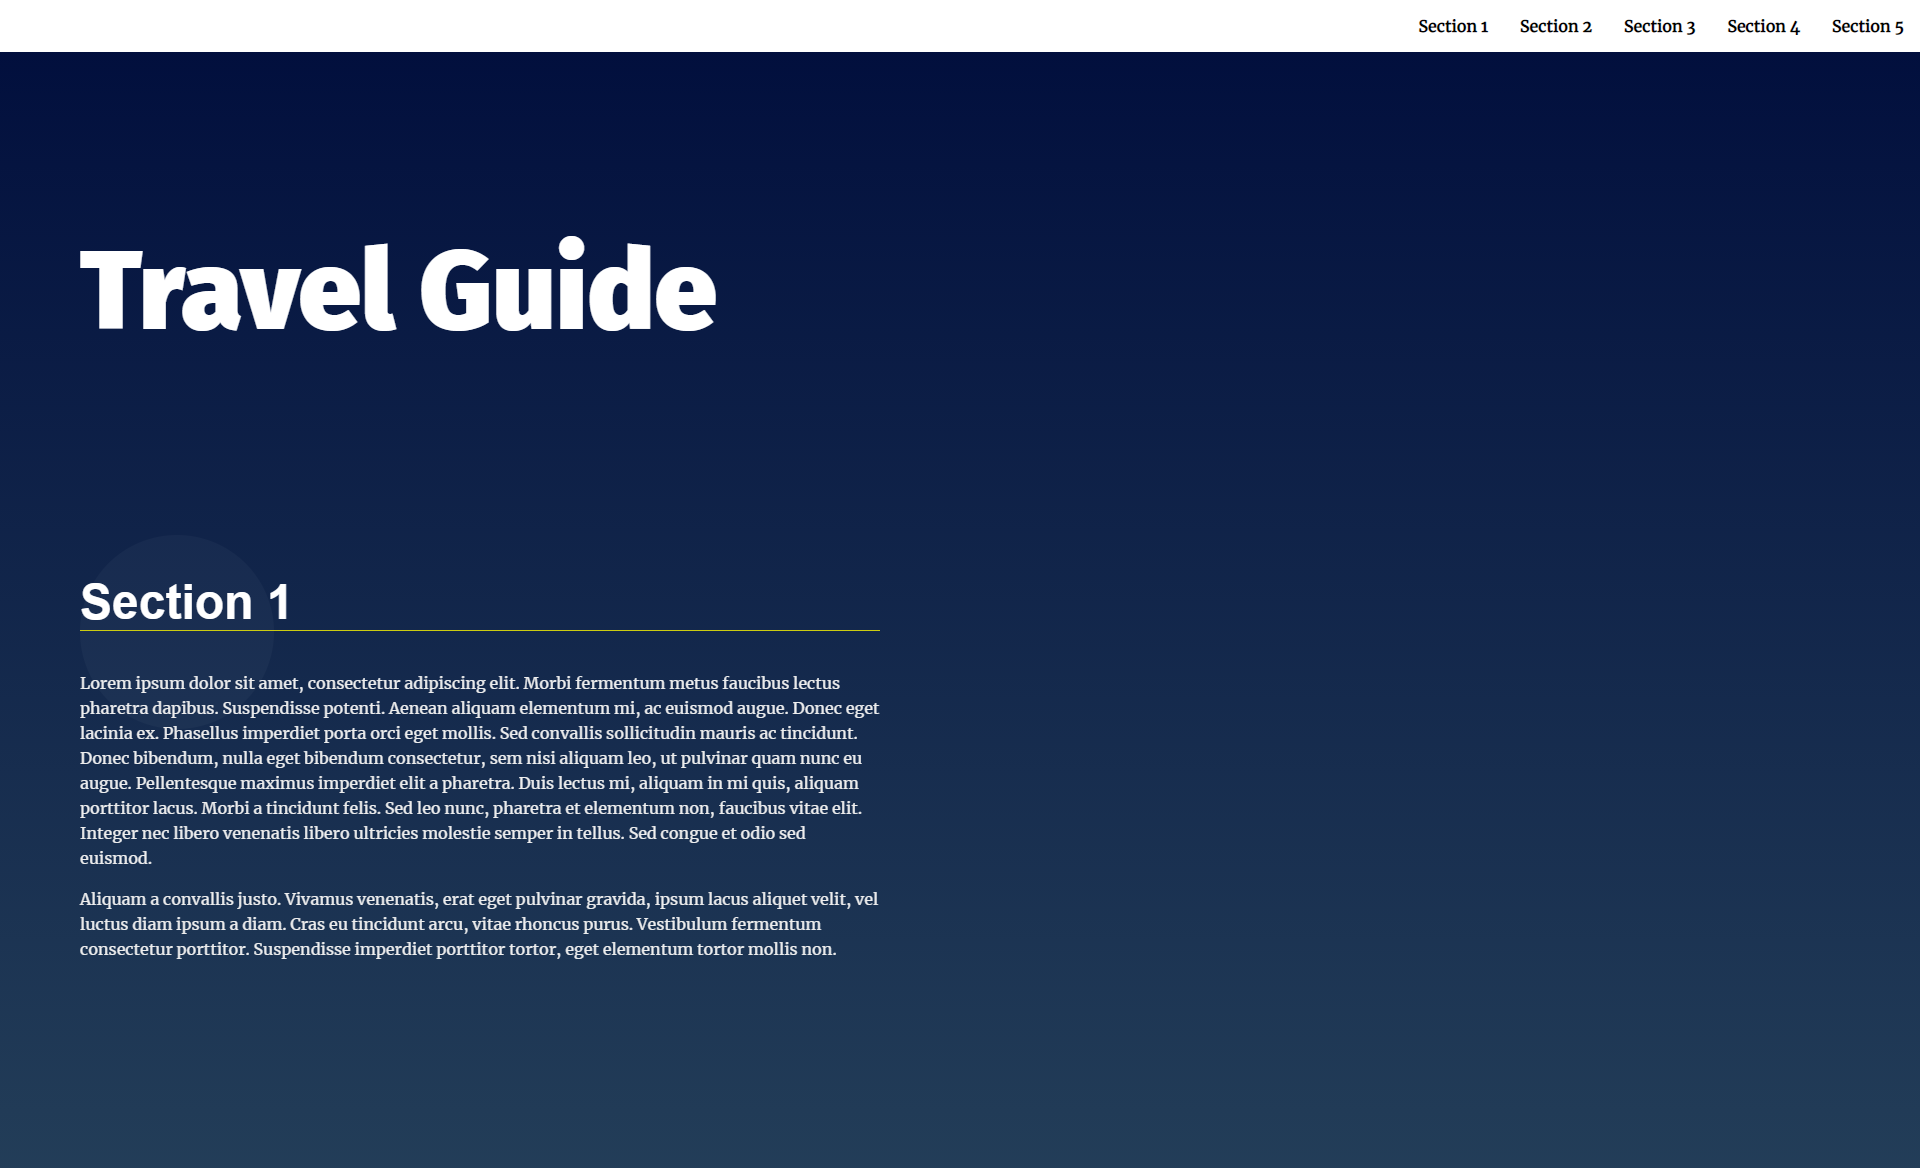 Section 1 Section 2 Section 3 Section 4 Section 5
Travel Guide
Section 1
Lorem ipsum dolor sit amet, consectetur adipiscing elit. Morbi fermentum metus faucibus lectus
pharetra dapibus. Suspendisse potenti. Aenean aliquam elementum mi, ac euismod augue. Donec eget
lacinia ex. Phasellus imperdiet porta orci eget mollis. Sed convallis sollicitudin mauris ac tincidunt.
Donec bibendum, nulla eget bibendum consectetur, sem nisi aliquam leo, ut pulvinar quam nunc eu
augue. Pellentesque maximus imperdiet elit a pharetra. Duis lectus mi, aliquam in mi quis, aliquam
porttitor lacus. Morbi a tincidunt felis. Sed leo nunc, pharetra et elementum non, faucibus vitae elit.
Integer nec libero venenatis libero ultricies molestie semper in tellus. Sed congue et odio sed
euismod.
Aliquam a convallis justo. Vivamus venenatis, erat eget pulvinar gravida, ipsum lacus aliquet velit, vel
luctus diam ipsum a diam. Cras eu tincidunt arcu, vitae rhoncus purus. Vestibulum fermentum
consectetur porttitor. Suspendisse imperdiet porttitor tortor, eget elementum tortor mollis non.